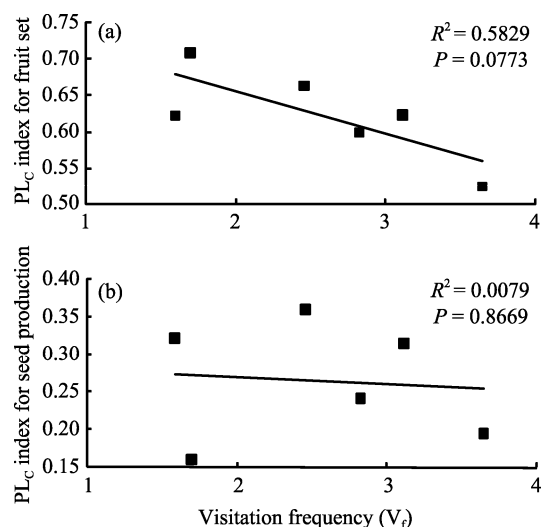 (a)
R² = 0.5829
P = 0.0773
PL_C index for fruit set
0.75
0.70
0.65
0.60
0.55
0.50
1 2 3 4
(b)
R² = 0.0079
P = 0.8669
PL_C index for seed production
0.40
0.35
0.30
0.25
0.20
0.15
1 2 3 4
Visitation frequency (V_f)